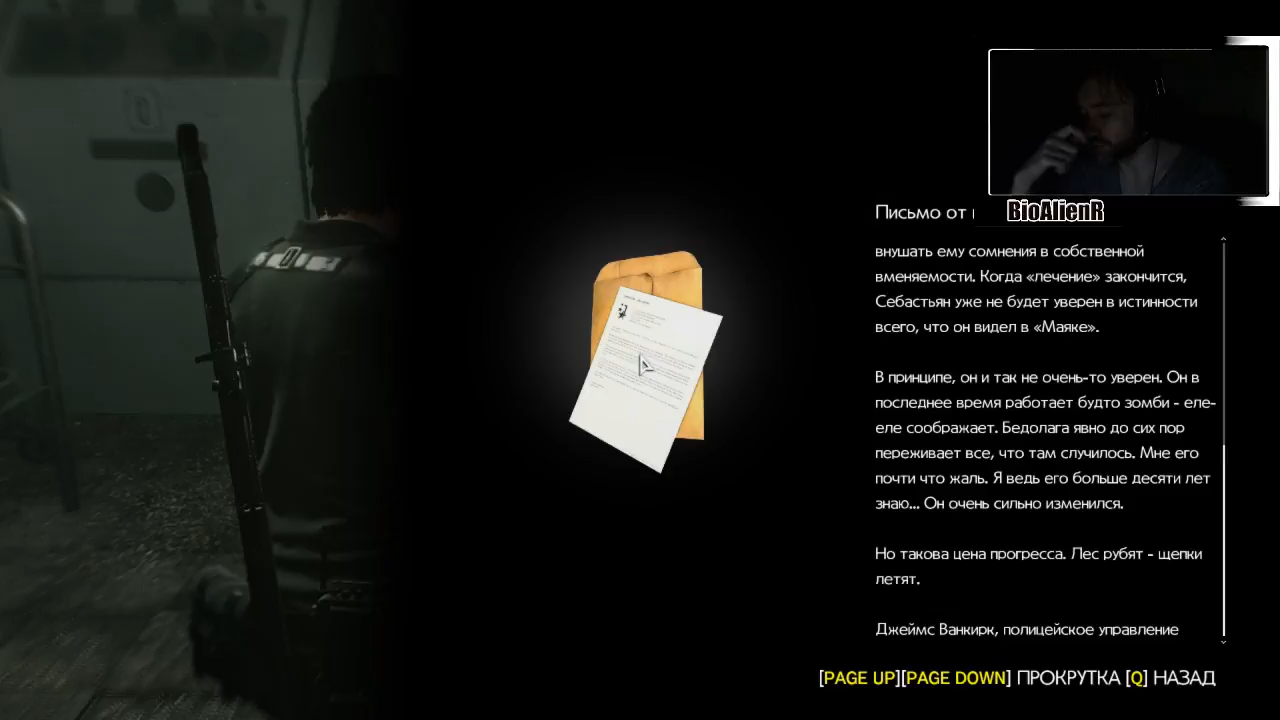 BioAlienR
Письмо от
внушать ему сомнения в собственной
вменяемости. Когда «лечение» закончится,
Себастьян уже не будет уверен в истинности
всего, что он видел в «Маяке».
В принципе, он и так не очень-то уверен. Он в
последнее время работает будто зомби - еле-
еле соображает. Бедолага явно до сих пор
переживает все, что там случилось. Мне его
почти что жаль. Я ведь его больше десяти лет
знаю... Он очень сильно изменился.
Но такова цена прогресса. Лес рубят - щепки
летят.
Джеймс Ванкирк, полицейское управление
[PAGE UP][PAGE DOWN] ПРОКРУТКА [Q] НАЗАД